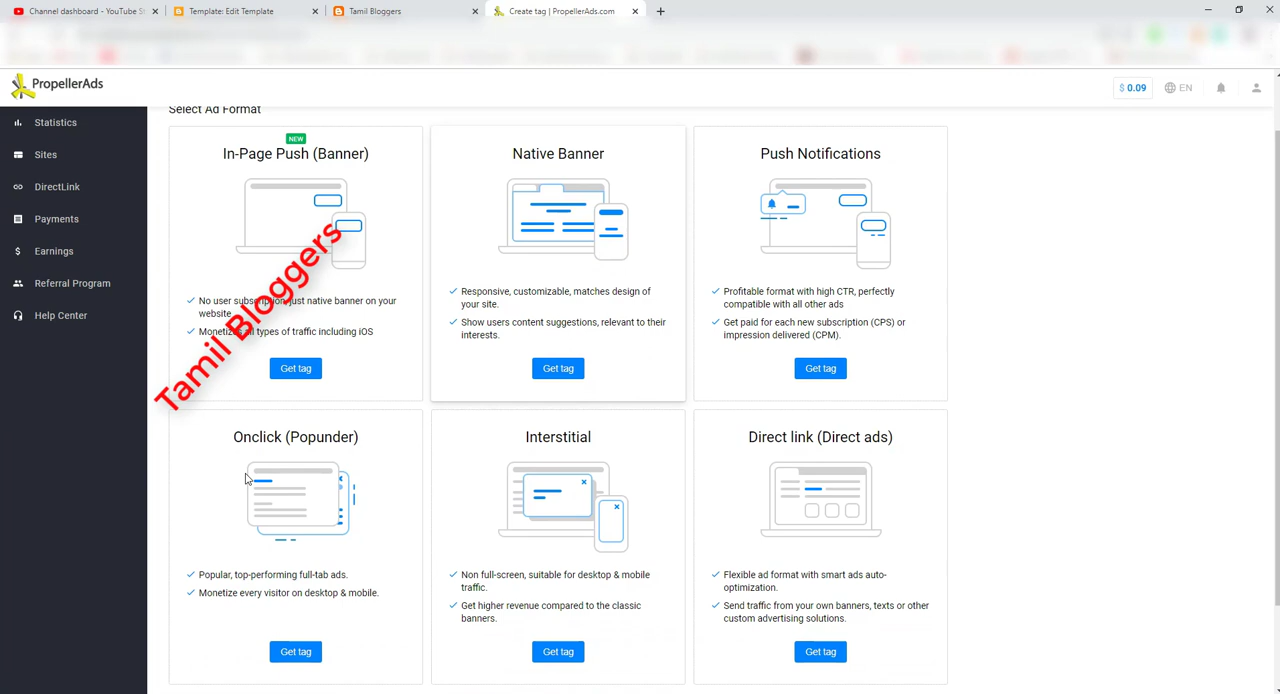 Channel dashboard - YouTube St
Template: Edit Template
Tamil Bloggers
Create tag | PropellerAds.com
PropellerAds
$ 0.09
EN
Statistics
Sites
DirectLink
Payments
Earnings
Referral Program
Help Center
Select Ad Format
NEW
In-Page Push (Banner)
No user subscription, just native banner on your
website
Monetizes all types of traffic including iOS
Get tag
Native Banner
Responsive, customizable, matches design of
your site.
Show users content suggestions, relevant to their
interests.
Get tag
Push Notifications
Profitable format with high CTR, perfectly
compatible with all other ads
Get paid for each new subscription (CPS) or
impression delivered (CPM).
Get tag
Tamil Bloggers
Onclick (Popunder)
Popular, top-performing full-tab ads.
Monetize every visitor on desktop & mobile.
Get tag
Interstitial
Non full-screen, suitable for desktop & mobile
traffic.
Get higher revenue compared to the classic
banners.
Get tag
Direct link (Direct ads)
Flexible ad format with smart ads auto-
optimization.
Send traffic from your own banners, texts or other
custom advertising solutions.
Get tag